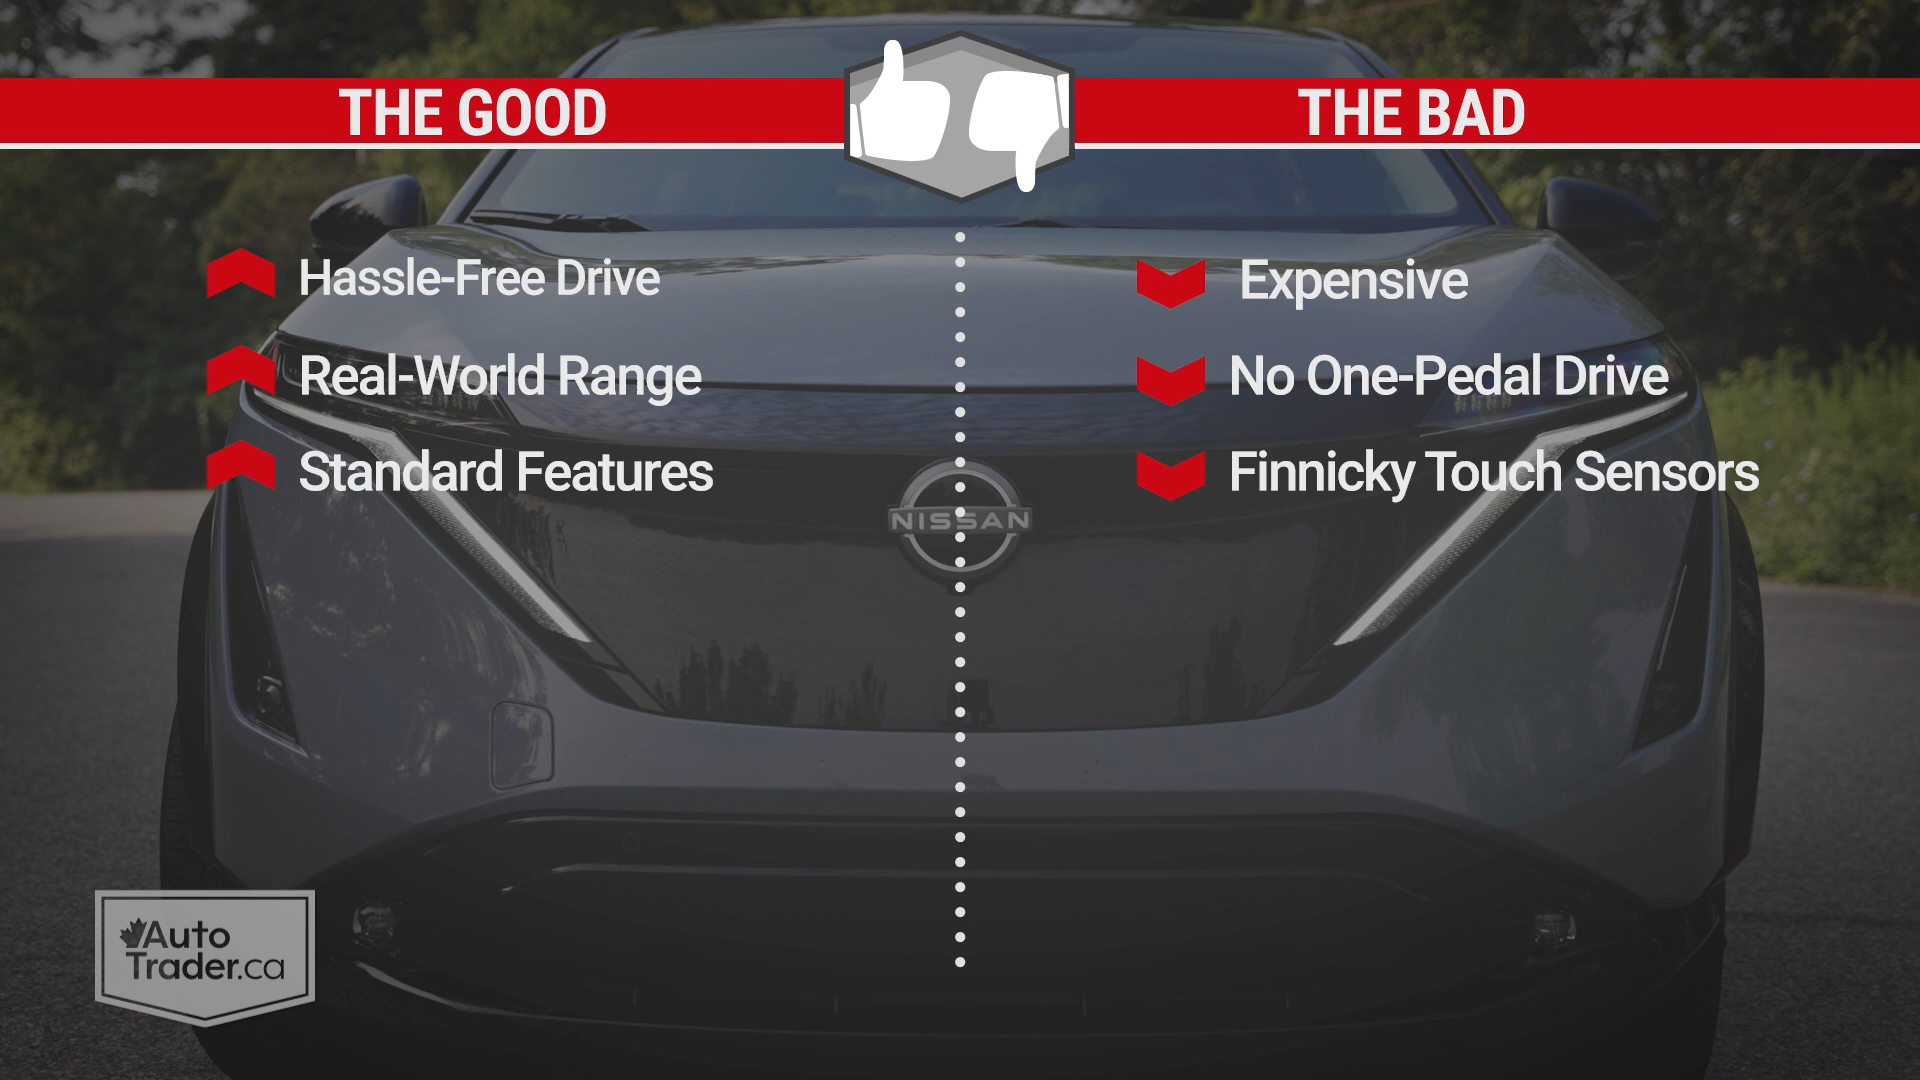 THE GOOD
THE BAD
Hassle-Free Drive
Real-World Range
Standard Features
Expensive
No One-Pedal Drive
Finnicky Touch Sensors
NISSAN
Auto
Trader.ca